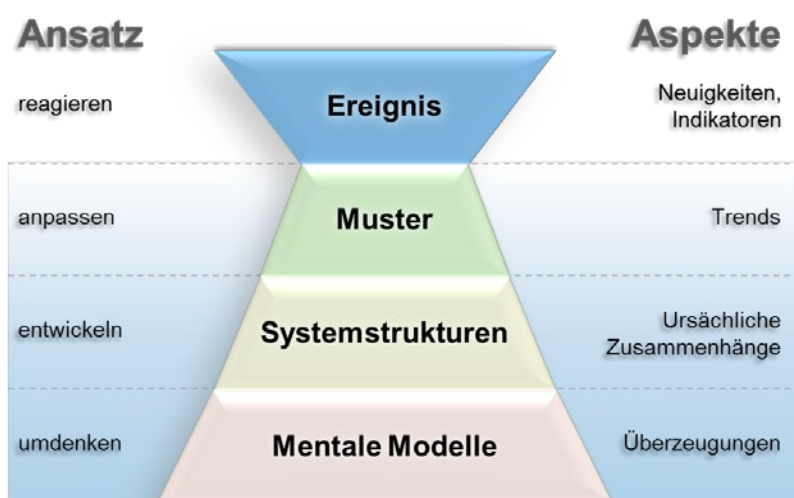 Ansatz
Aspekte
reagieren
Ereignis
Neuigkeiten,
Indikatoren
anpassen
Muster
Trends
entwickeln
Systemstrukturen
Ursächliche
Zusammenhänge
umdenken
Mentale Modelle
Überzeugungen